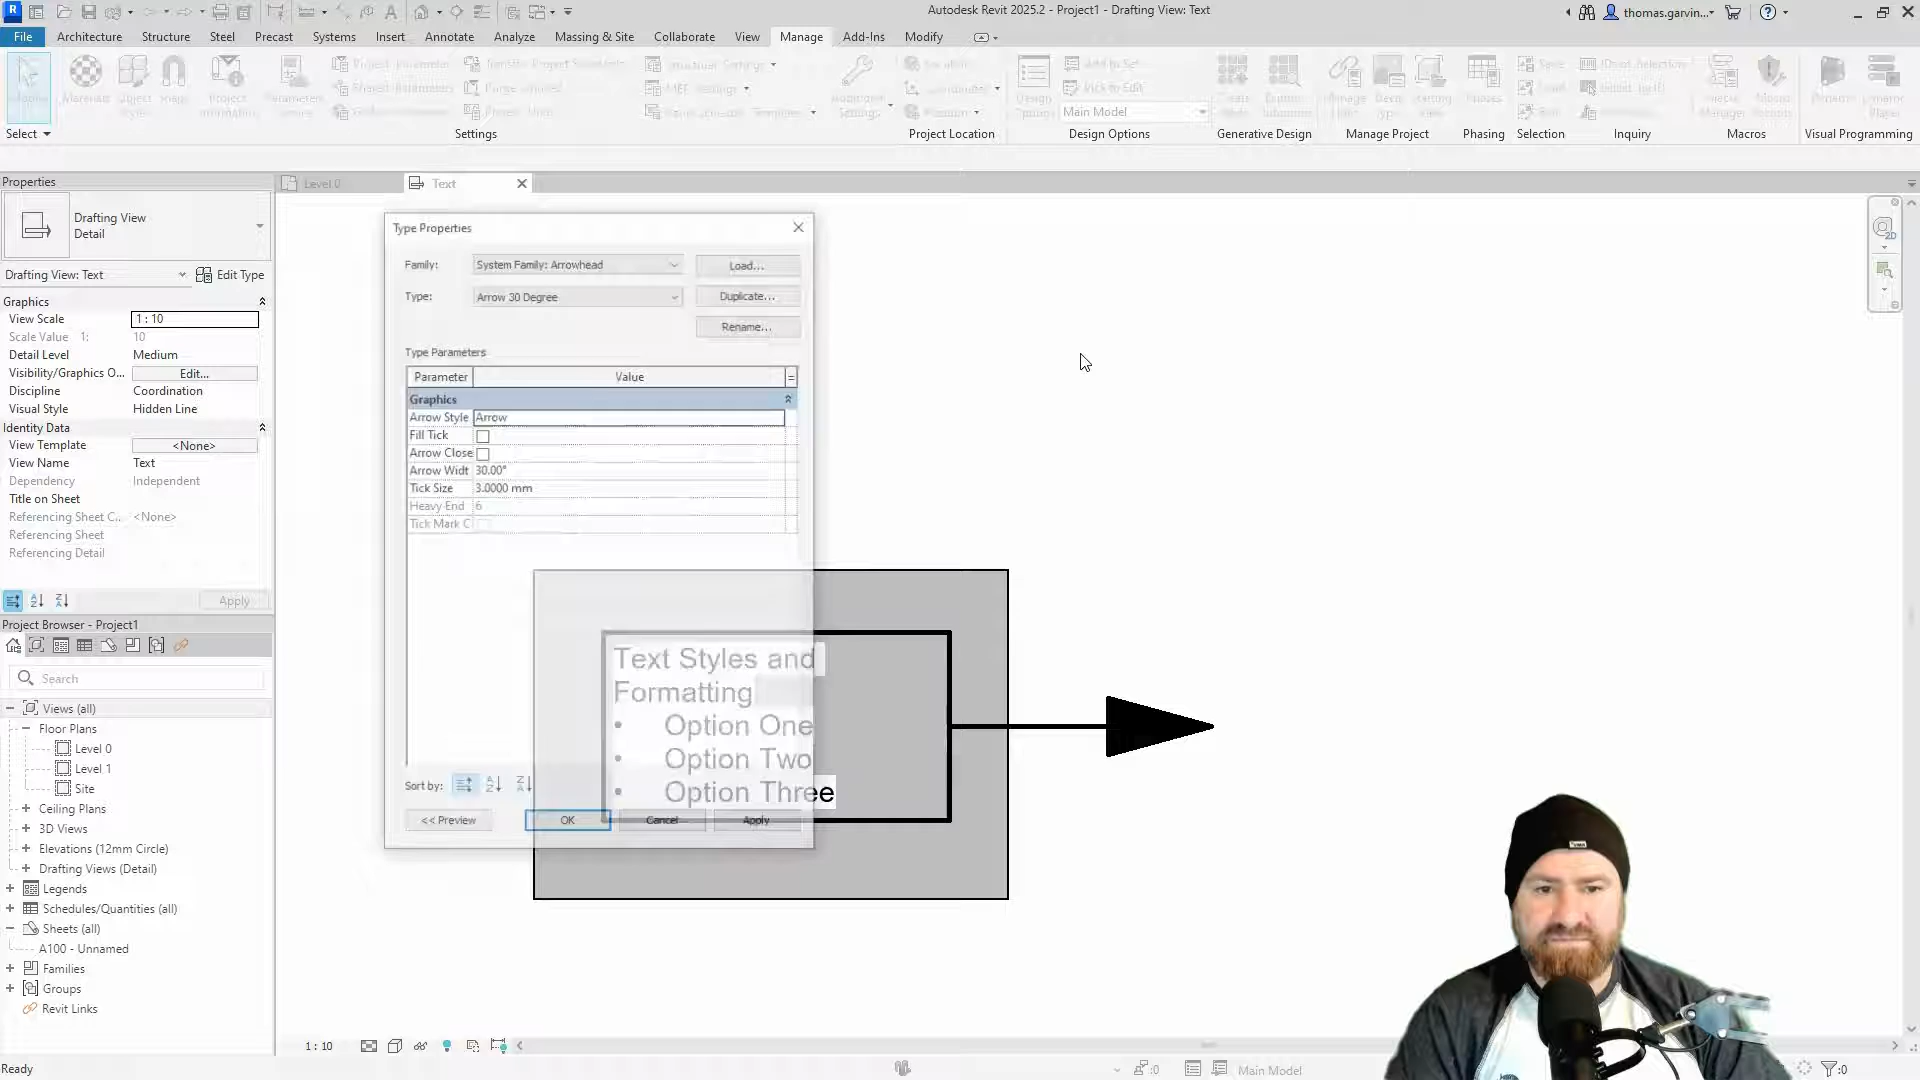 Autodesk Revit 2025.2 - Project1 - Drafting View: Text
thomas.garvin...
File
Architecture
Structure
Steel
Precast
Systems
Insert
Annotate
Analyze
Massing & Site
Collaborate
View
Manage
Add-Ins
Modify
Main Model
Select
Settings
Project Location
Design Options
Generative Design
Manage Project
Phasing
Selection
Inquiry
Macros
Visual Programming
Properties
Level 0
Text
Drafting View
Detail
Drafting View: Text
Edit Type
Graphics
View Scale 1 : 10
Scale Value 1: 10
Detail Level Medium
Visibility/Graphics O... Edit...
Discipline Coordination
Visual Style Hidden Line
Identity Data
View Template <None>
View Name Text
Dependency Independent
Title on Sheet
Referencing Sheet C... <None>
Referencing Sheet
Referencing Detail
Apply
Project Browser - Project1
Search
Views (all)
Floor Plans
Level 0
Level 1
Site
Ceiling Plans
3D Views
Elevations (12mm Circle)
Drafting Views (Detail)
Legends
Schedules/Quantities (all)
Sheets (all)
A100 - Unnamed
Families
Groups
Revit Links
Ready
Type Properties
Family: System Family: Arrowhead Load...
Type: Arrow 30 Degree Duplicate...
Rename...
Type Parameters
Parameter Value =
Graphics
Arrow Style Arrow
Fill Tick
Arrow Close
Arrow Widt 30.00°
Tick Size 3.0000 mm
Heavy End 6
Tick Mark C
Sort by:
<< Preview OK Cancel Apply
Text Styles and
Formatting
• Option One
• Option Two
• Option Three
2D
1 : 10
:0
Main Model
:0